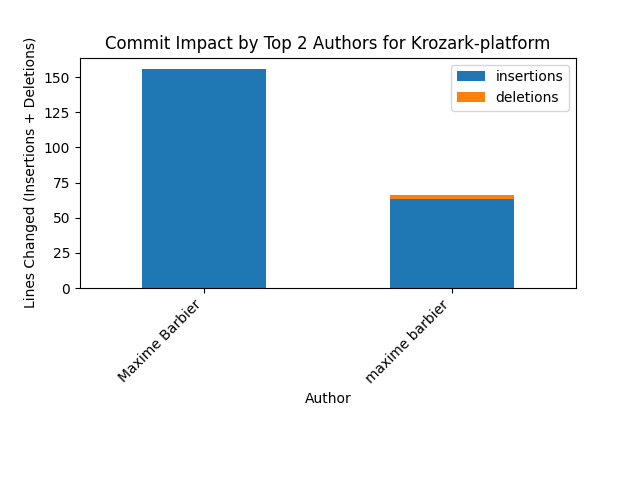 Commit Impact by Top 2 Authors for Krozark-platform
Lines Changed (Insertions + Deletions)
150
125
100
75
50
25
0
insertions
deletions
Maxime Barbier
maxime barbier
Author